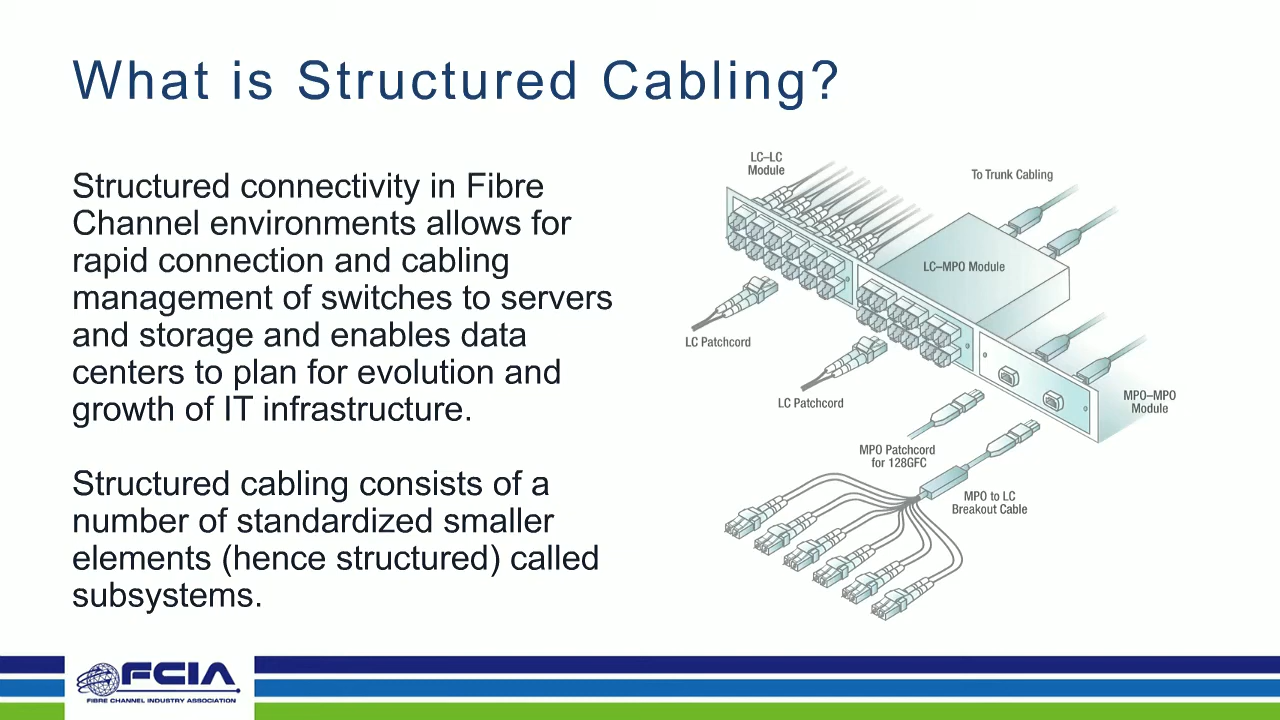 What is Structured Cabling?
Structured connectivity in Fibre
Channel environments allows for
rapid connection and cabling
management of switches to servers
and storage and enables data
centers to plan for evolution and
growth of IT infrastructure.
Structured cabling consists of a
number of standardized smaller
elements (hence structured) called
subsystems.
LC–LC
Module
To Trunk Cabling
LC–MPO Module
LC Patchcord
LC Patchcord
MPO–MPO
Module
MPO Patchcord
for 128GFC
MPO to LC
Breakout Cable
FCIA
FIBRE CHANNEL INDUSTRY ASSOCIATION